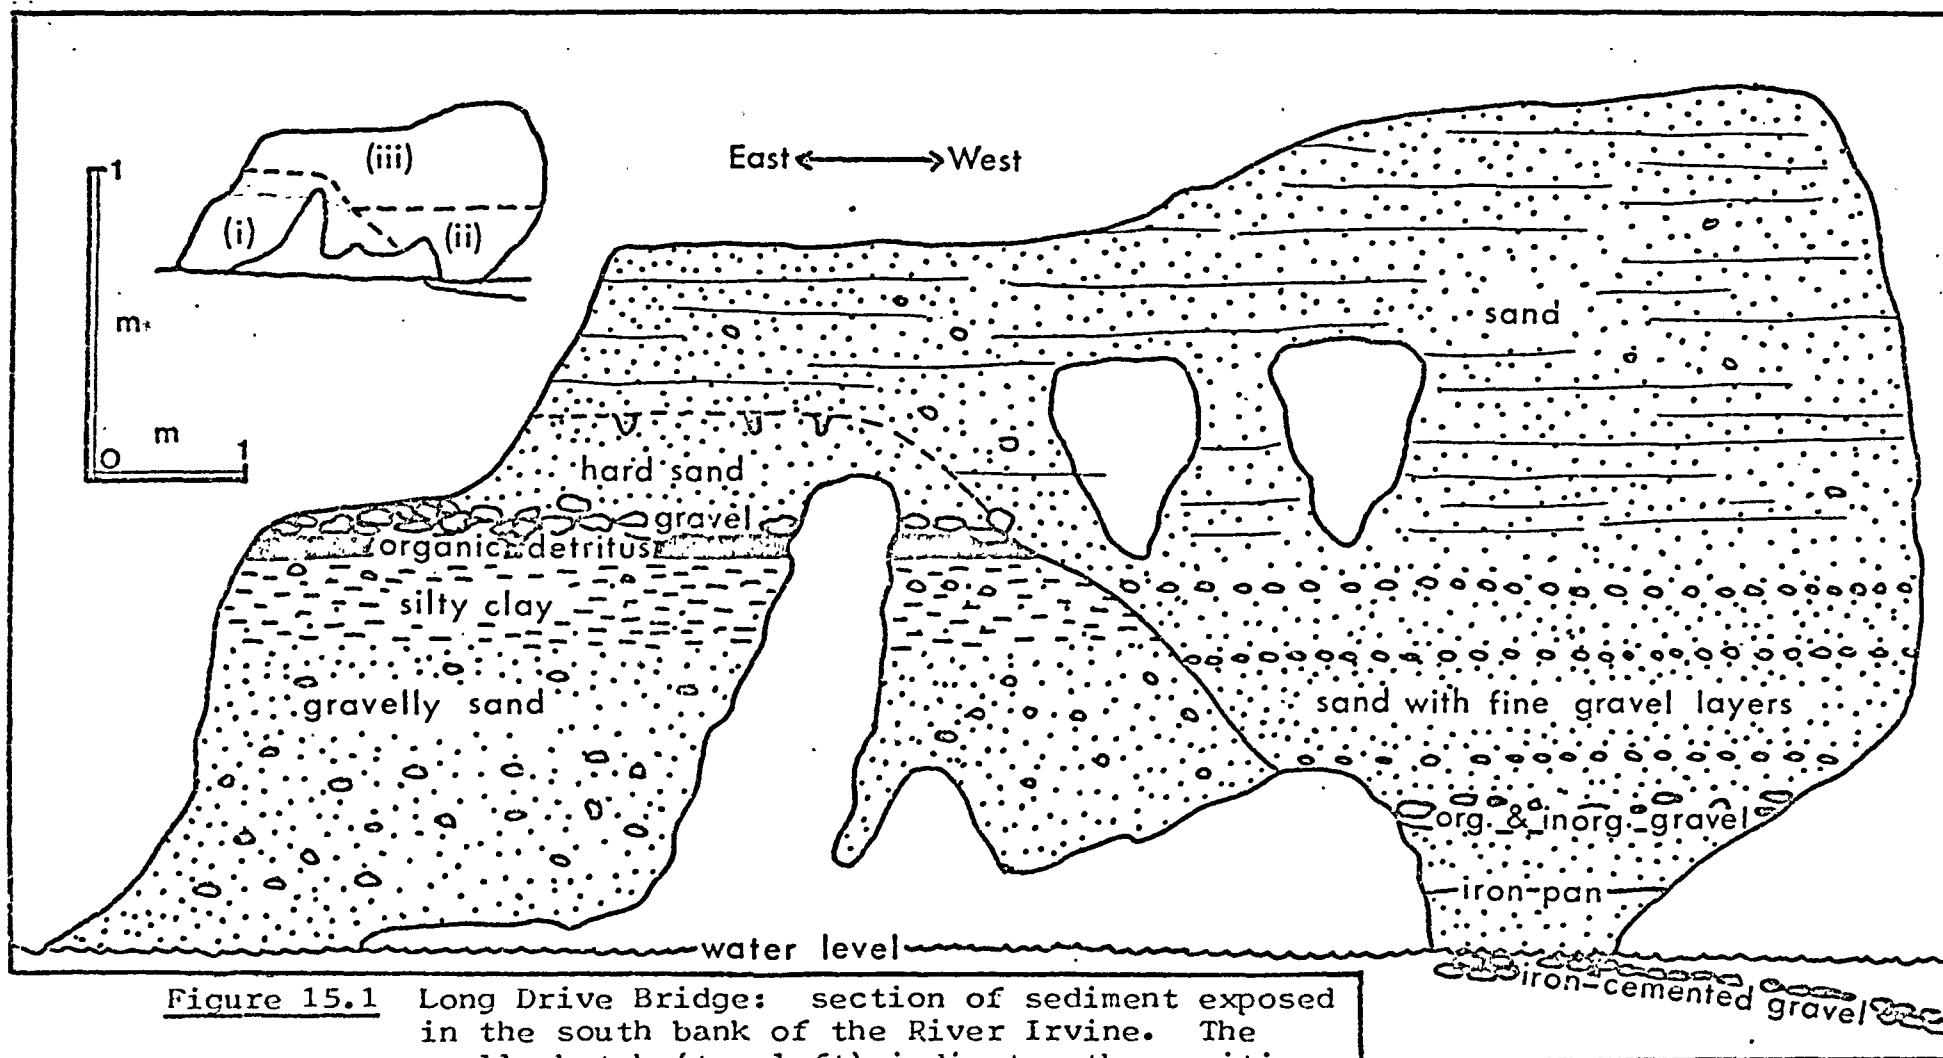 (iii)
(i)
(ii)
1
m
O
m
1
East West
sand
hard sand
gravel
organic detritus
silty clay
gravelly sand
sand with fine gravel layers
org. & inorg. gravel
iron-pan
water level
iron-cemented gravel
Figure 15.1 Long Drive Bridge: section of sediment exposed
in the south bank of the River Irvine. The